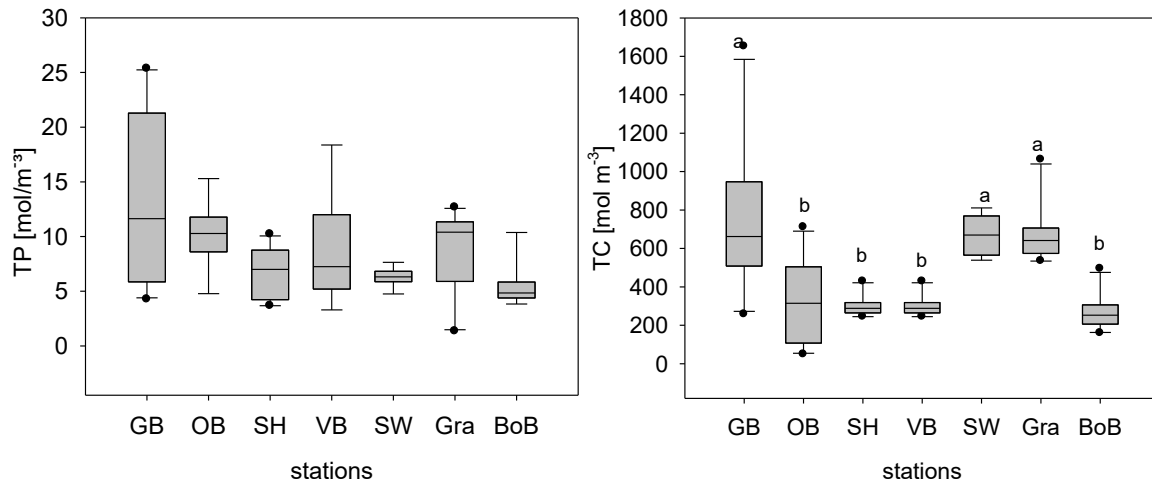 TP [mol/m⁻³]
30
25
20
15
10
5
0
GB OB SH VB SW Gra BoB
stations
TC [mol m⁻³]
1800
1600
1400
1200
1000
800
600
400
200
0
a
b
b
b
a
a
b
GB OB SH VB SW Gra BoB
stations